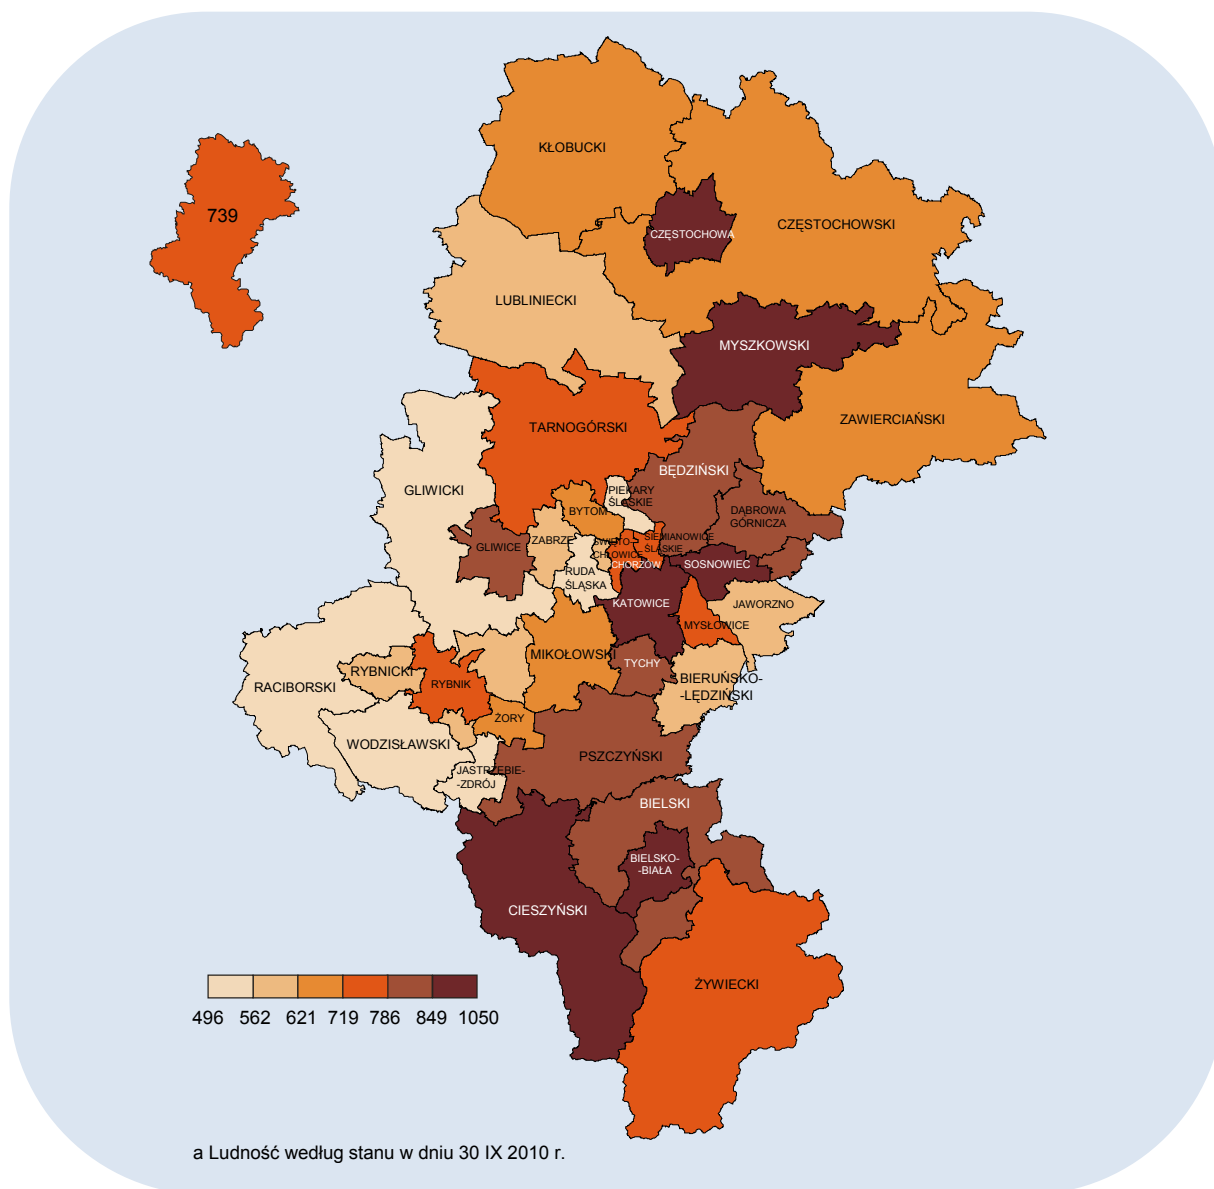 KŁOBUCKI
739
CZĘSTOCHOWSKI
CZĘSTOCHOWA
LUBLINIECKI
MYSZKOWSKI
ZAWIERCIAŃSKI
TARNOGÓRSKI
BĘDZIŃSKI
GLIWICKI
PIEKARY
ŚLĄSKIE
BYTOM
DĄBROWA
GÓRNICZA
ZABRZE
GLIWICE
ŚWIĘTO-
CHŁOWICE
SIEMIANOWICE
ŚLĄSKIE
CHORZÓW
SOSNOWIEC
RUDA
ŚLĄSKA
KATOWICE
JAWORZNO
MYSŁOWICE
MIKOŁOWSKI
TYCHY
RYBNICKI
RYBNIK
RACIBORSKI
BIERUŃSKO-
-LĘDZIŃSKI
ŻORY
WODZISŁAWSKI
PSZCZYŃSKI
JASTRZĘBIE-
-ZDRÓJ
BIELSKI
BIELSKO-
-BIAŁA
CIESZYŃSKI
ŻYWIECKI
496 562 621 719 786 849 1050
a Ludność według stanu w dniu 30 IX 2010 r.